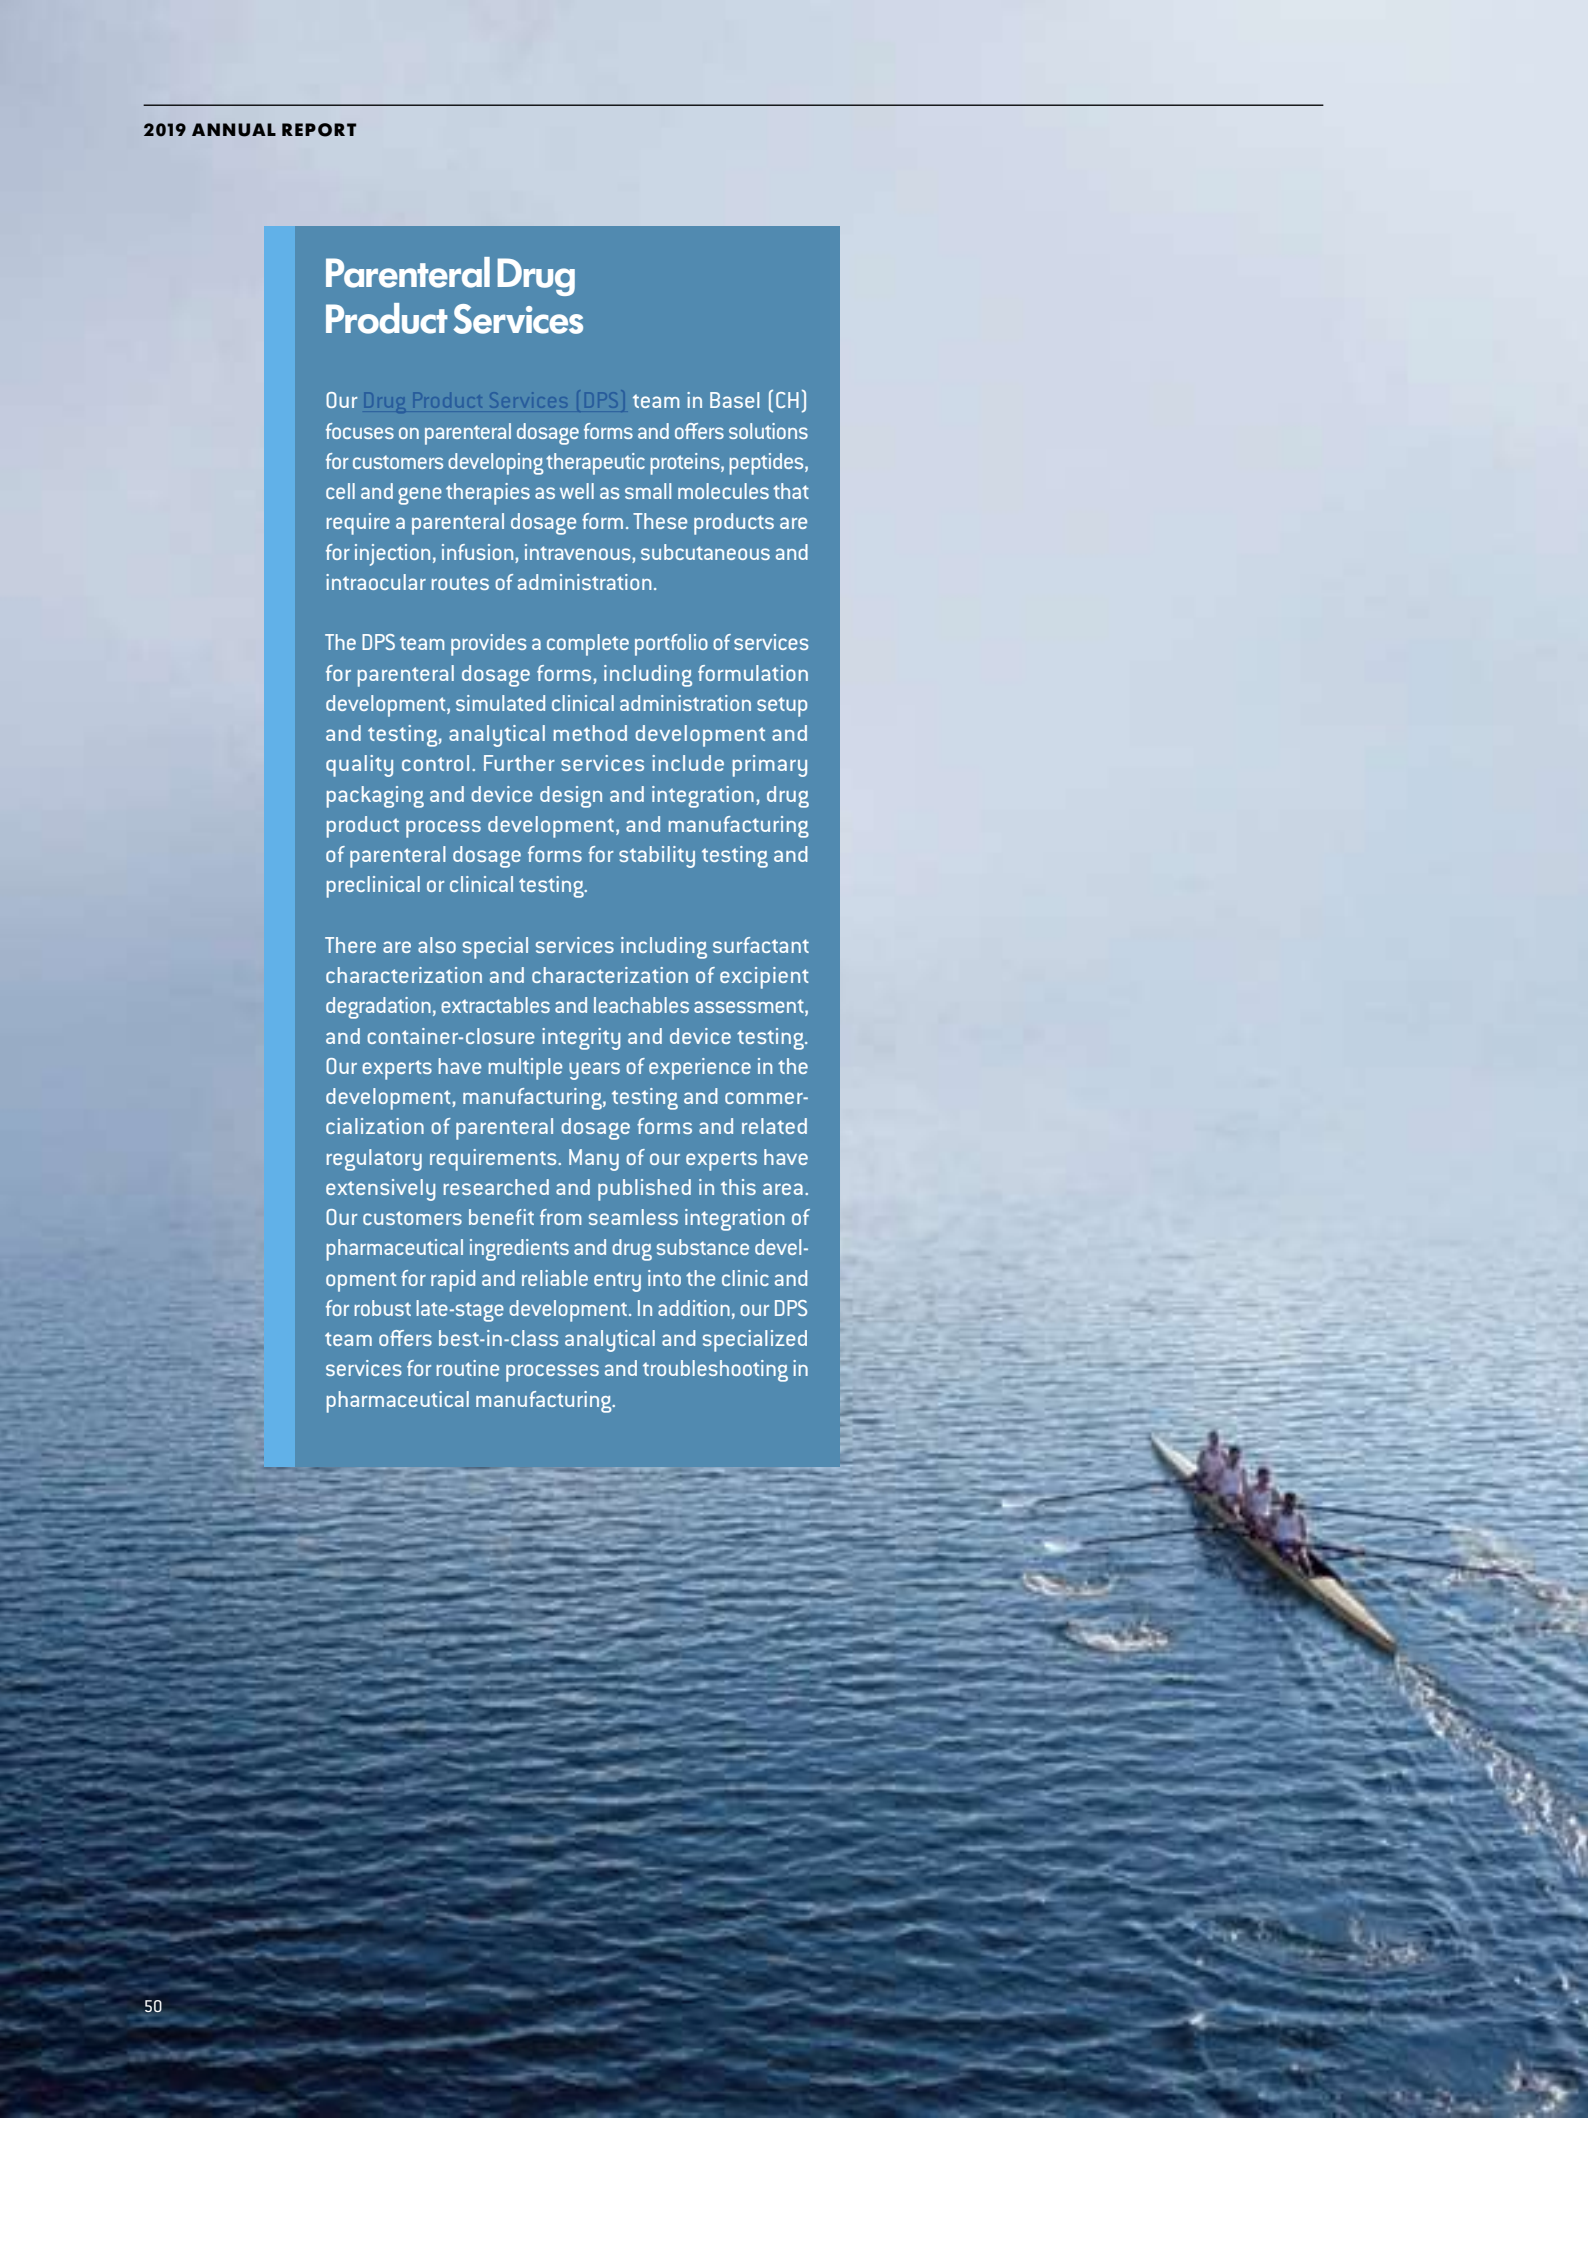 2019 ANNUAL REPORT
Parenteral Drug
Product Services
Our Drug Product Services (DPS) team in Basel (CH)
focuses on parenteral dosage forms and offers solutions
for customers developing therapeutic proteins, peptides,
cell and gene therapies as well as small molecules that
require a parenteral dosage form. These products are
for injection, infusion, intravenous, subcutaneous and
intraocular routes of administration.
The DPS team provides a complete portfolio of services
for parenteral dosage forms, including formulation
development, simulated clinical administration setup
and testing, analytical method development and
quality control. Further services include primary
packaging and device design and integration, drug
product process development, and manufacturing
of parenteral dosage forms for stability testing and
preclinical or clinical testing.
There are also special services including surfactant
characterization and characterization of excipient
degradation, extractables and leachables assessment,
and container-closure integrity and device testing.
Our experts have multiple years of experience in the
development, manufacturing, testing and commer-
cialization of parenteral dosage forms and related
regulatory requirements. Many of our experts have
extensively researched and published in this area.
Our customers benefit from seamless integration of
pharmaceutical ingredients and drug substance devel-
opment for rapid and reliable entry into the clinic and
for robust late-stage development. In addition, our DPS
team offers best-in-class analytical and specialized
services for routine processes and troubleshooting in
pharmaceutical manufacturing.
50